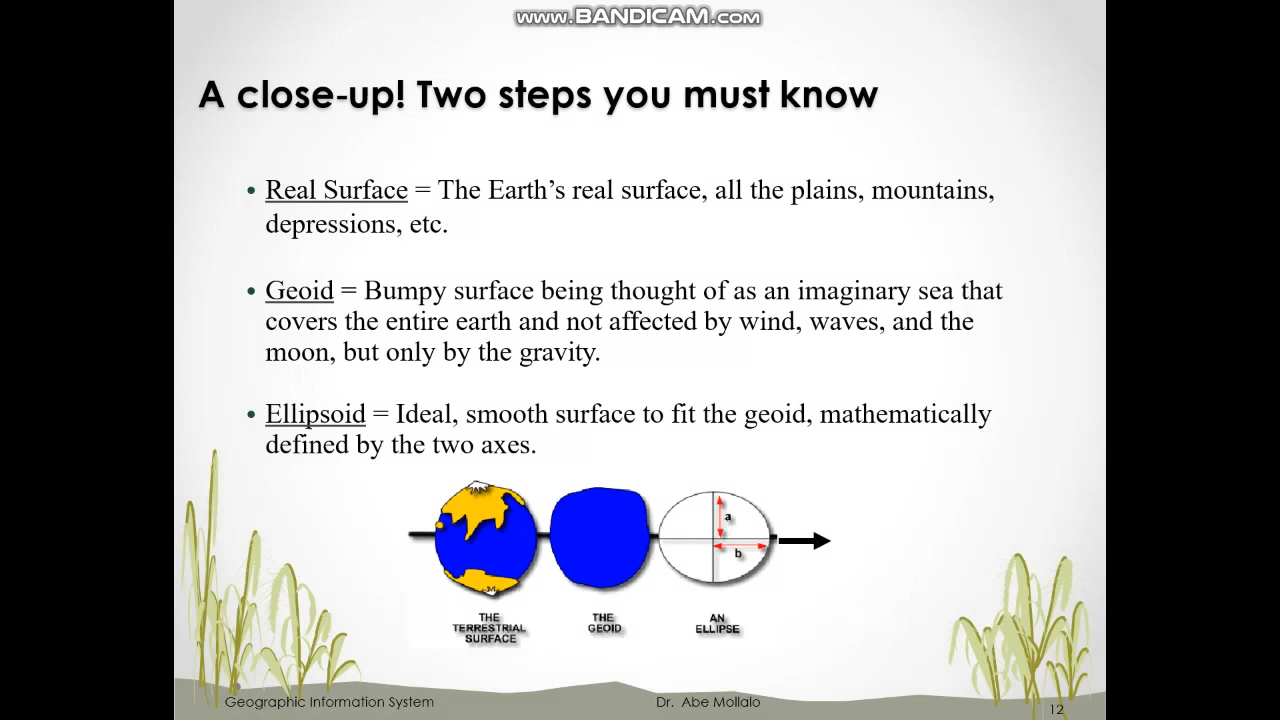 www.BANDICAM.com
A close-up! Two steps you must know
• Real Surface = The Earth’s real surface, all the plains, mountains,
depressions, etc.
• Geoid = Bumpy surface being thought of as an imaginary sea that
covers the entire earth and not affected by wind, waves, and the
moon, but only by the gravity.
• Ellipsoid = Ideal, smooth surface to fit the geoid, mathematically
defined by the two axes.
a
b
THE
TERRESTRIAL
SURFACE
THE
GEOID
AN
ELLIPSE
Geographic Information System
Dr. Abe Mollalo
12